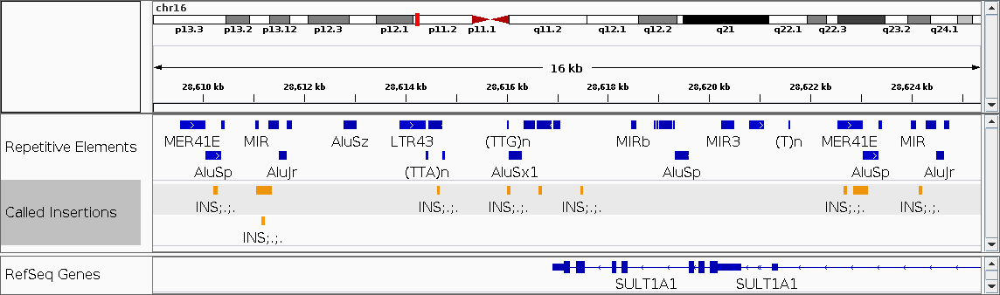 chr16
p13.3 p13.2 p13.12 p12.3 p12.1 p11.2 p11.1 q11.2 q12.1 q12.2 q21 q22.1 q22.3 q23.2 q24.1
16 kb
28,610 kb 28,612 kb 28,614 kb 28,616 kb 28,618 kb 28,620 kb 28,622 kb 28,624 kb
Repetitive Elements
MER41E MIR AluSz LTR43 (TTG)n MIRb MIR3 (T)n MER41E MIR
AluSp AluJr (TTA)n AluSx1 AluSp AluSp AluJr
Called Insertions
INS;.;. INS;.;. INS;.;. INS;.;. INS;.;. INS;.;.
INS;.;.
RefSeq Genes
SULT1A1 SULT1A1